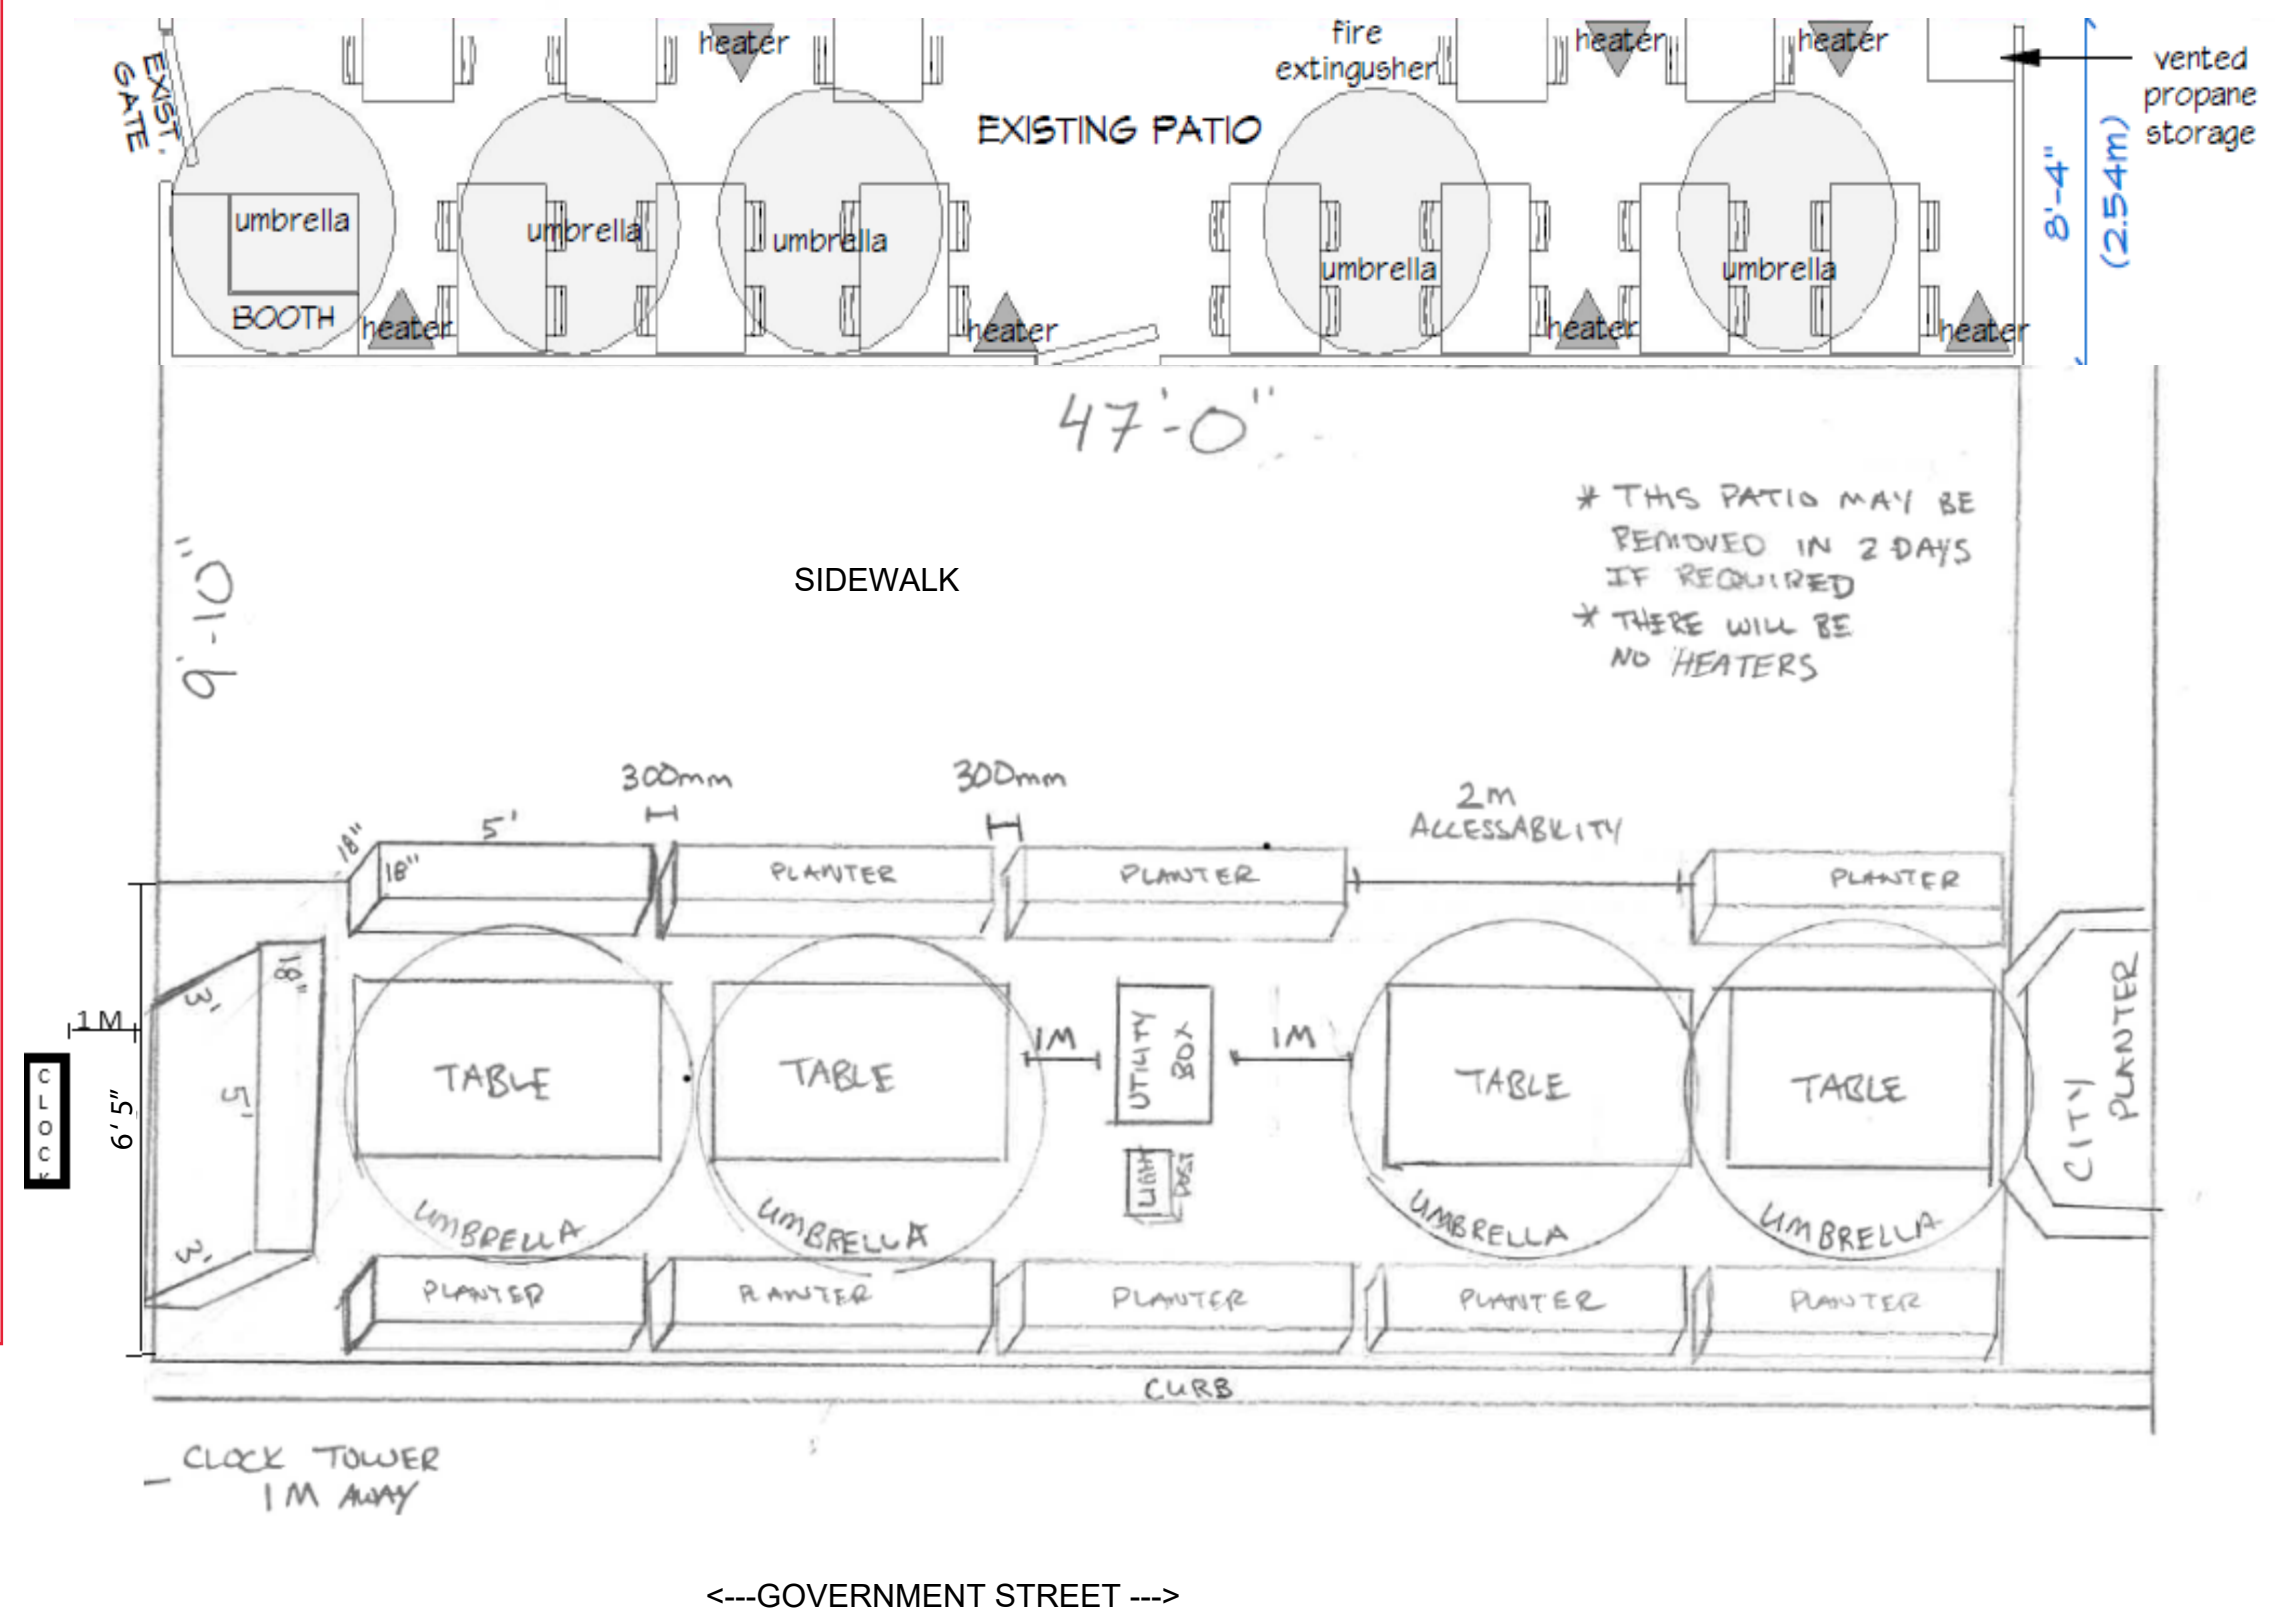 heater
fire
extingusher
heater
heater
vented
propane
storage
EXIST.
GATE
EXISTING PATIO
8'-4"
(2.54m)
umbrella
umbrella
umbrella
umbrella
umbrella
BOOTH
heater
heater
heater
heater
47'-0"
* THIS PATIO MAY BE
REMOVED IN 2 DAYS
IF REQUIRED
* THERE WILL BE
NO HEATERS
SIDEWALK
9'-10"
300mm
300mm
2m
ACCESSABILITY
18"
5'
18"
PLANTER
PLANTER
PLANTER
3'
18"
5'
3'
1 M
CLOCK
6' 5"
TABLE
TABLE
1M
UTILITY
BOX
1M
TABLE
TABLE
CITY
PLANTER
LIGHT
POST
UMBRELLA
UMBRELLA
UMBRELLA
UMBRELLA
PLANTER
PLANTER
PLANTER
PLANTER
PLANTER
CURB
CLOCK TOWER
1M AWAY
<---GOVERNMENT STREET --->